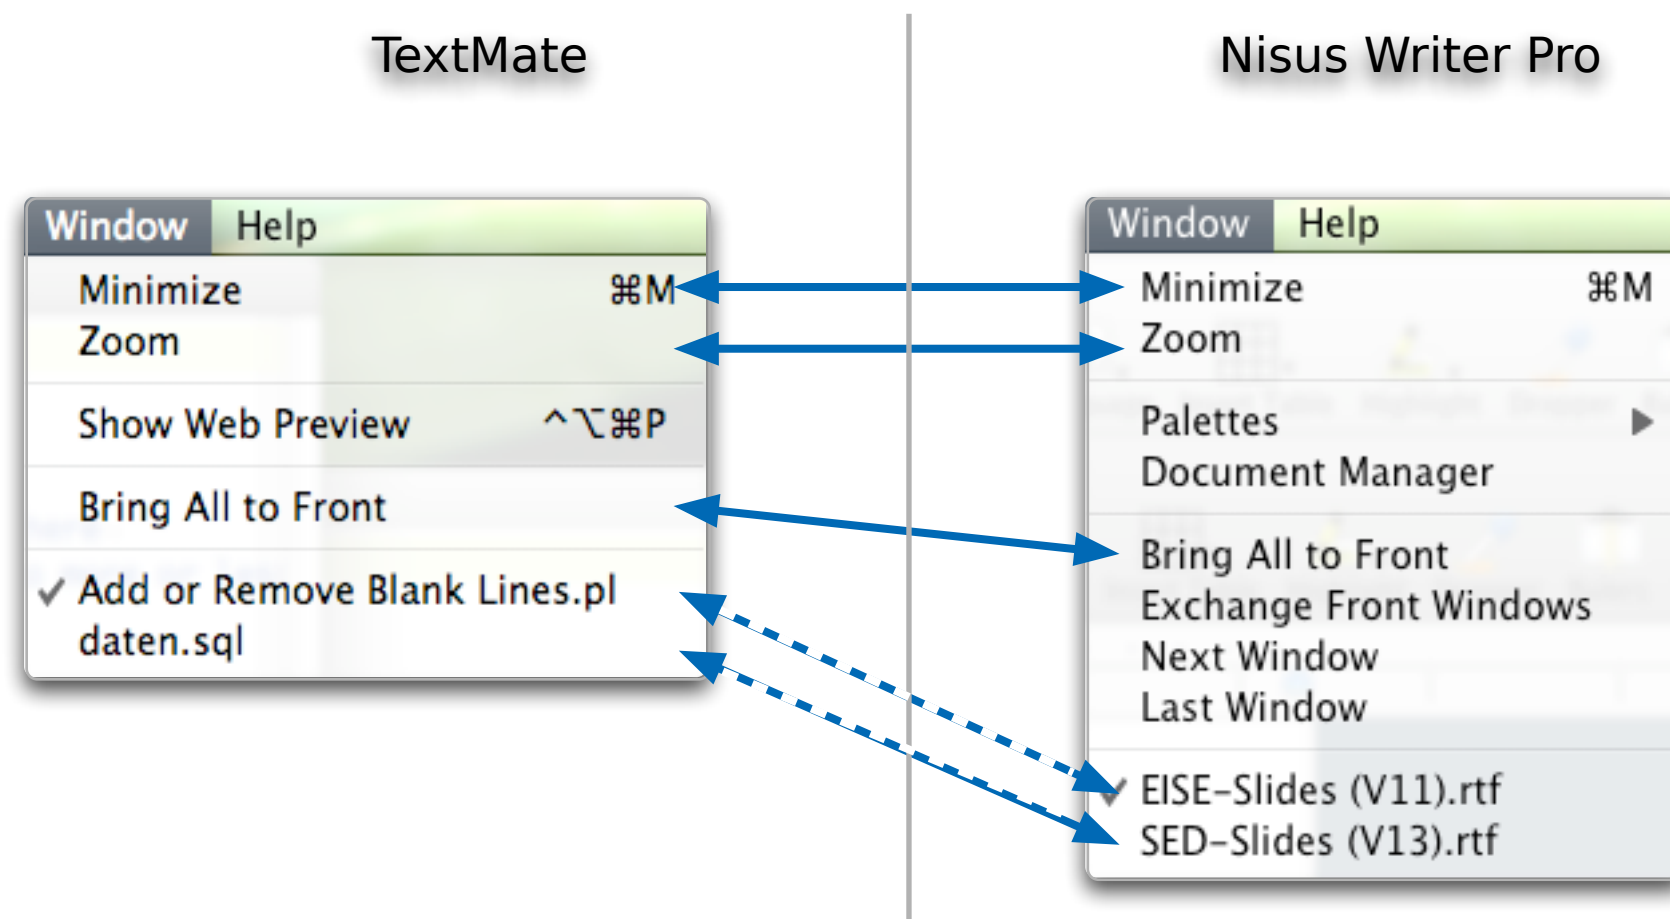 TextMate
Window Help
Minimize ⌘M
Zoom
Show Web Preview ^⌥⌘P
Bring All to Front
✓ Add or Remove Blank Lines.pl
daten.sql
Nisus Writer Pro
Window Help
Minimize ⌘M
Zoom
Palettes ▶
Document Manager
Bring All to Front
Exchange Front Windows
Next Window
Last Window
✓ EISE-Slides (V11).rtf
SED-Slides (V13).rtf